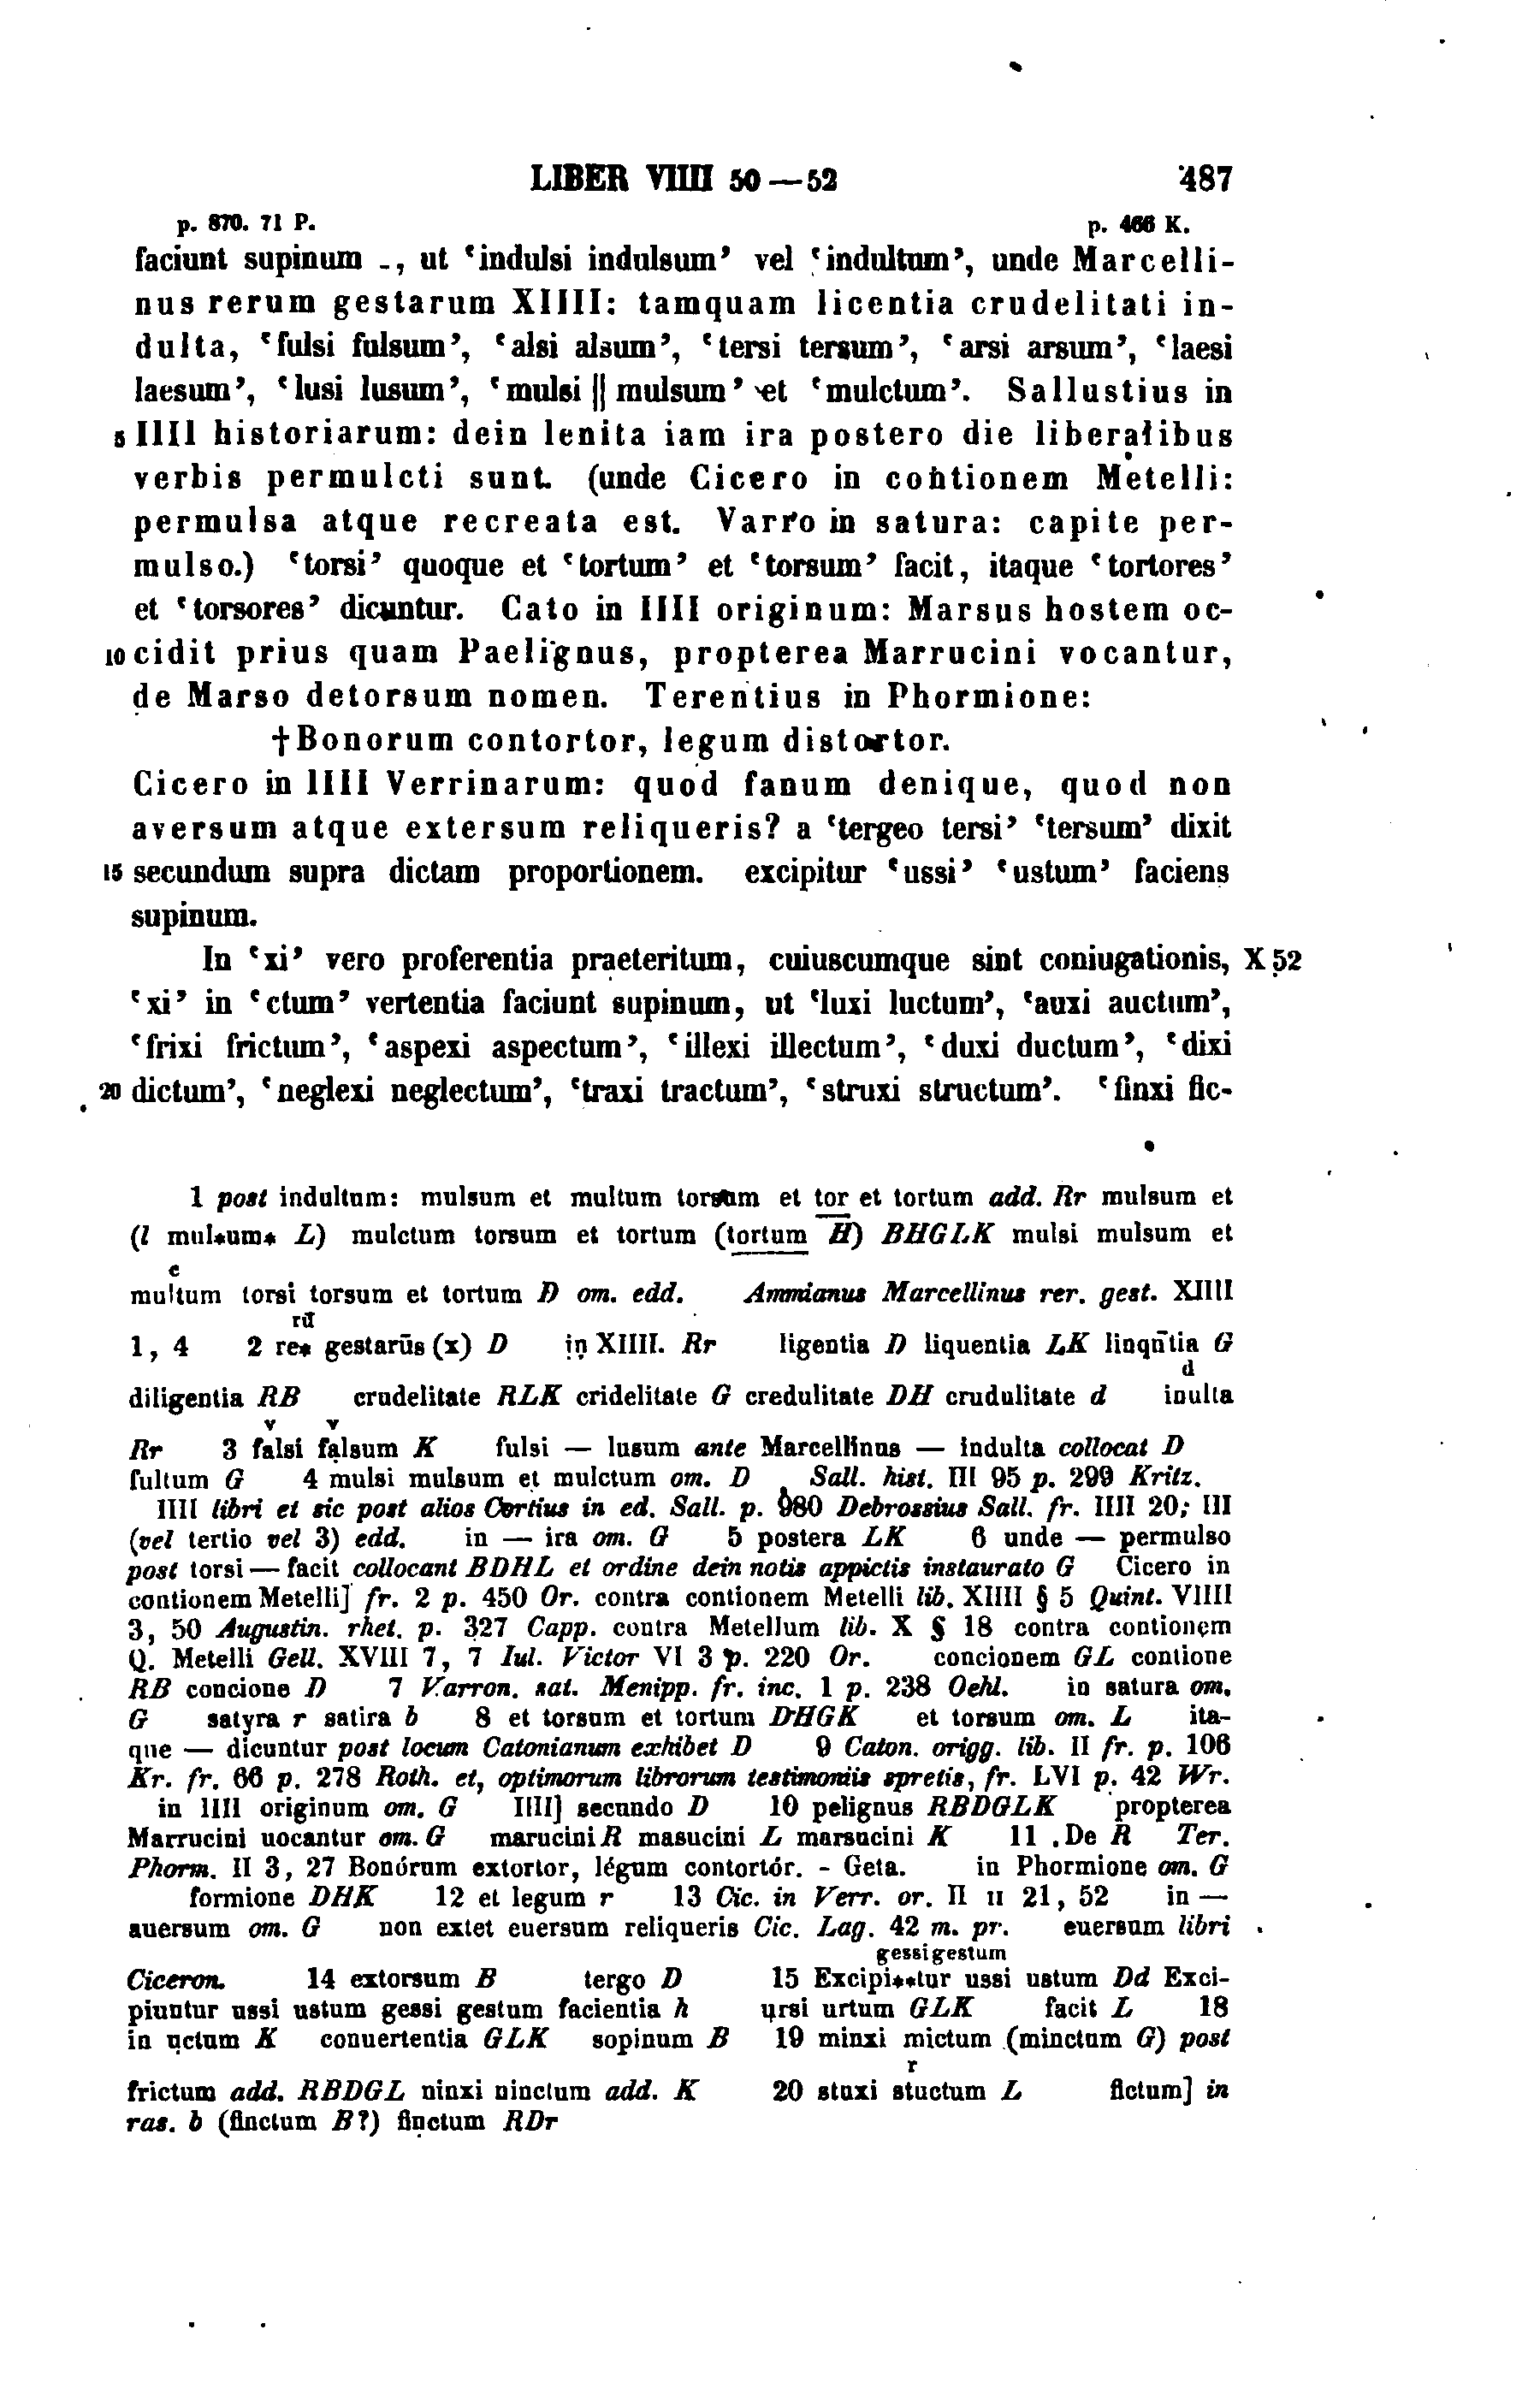 LIBER VIIII 50—52 487
p. 870. 71 P. p. 466 K.
faciunt supinum -, ut ‘indulsi indulsum’ vel ‘indultum’, unde Marcelli-
nus rerum gestarum XIIII: tamquam licentia crudelitati in-
dulta, ‘fulsi fulsum’, ‘alsi alsum’, ‘tersi tersum’, ‘arsi arsum’, ‘laesi
laesum’, ‘lusi lusum’, ‘mulsi || mulsum’ et ‘mulctum’. Sallustius in
5 IIII historiarum: dein lenita iam ira postero die liberalibus
verbis permulcti sunt. (unde Cicero in contionem Metelli:
permulsa atque recreata est. Varro in satura: capite per-
mulso.) ‘torsi’ quoque et ‘tortum’ et ‘torsum’ facit, itaque ‘tortores’
et ‘torsores’ dicuntur. Cato in IIII originum: Marsus hostem oc-
10 cidit prius quam Paelignus, propterea Marrucini vocantur,
de Marso detorsum nomen. Terentius in Phormione:
†Bonorum contortor, legum distortor.
Cicero in IIII Verrinarum: quod fanum denique, quod non
aversum atque extersum reliqueris? a ‘tergeo tersi’ ‘tersum’ dixit
15 secundum supra dictam proportionem. excipitur ‘ussi’ ‘ustum’ faciens
supinum.
In ‘xi’ vero proferentia praeteritum, cuiuscumque sint coniugationis, X 52
‘xi’ in ‘ctum’ vertentia faciunt supinum, ut ‘luxi luctum’, ‘auxi auctum’,
‘frixi frictum’, ‘aspexi aspectum’, ‘illexi illectum’, ‘duxi ductum’, ‘dixi
20 dictum’, ‘neglexi neglectum’, ‘traxi tractum’, ‘struxi structum’. ‘finxi fic-
1 post indultum: mulsum et multum torsum et tor et tortum add. Rr mulsum et
(l mul*um* L) mulctum torsum et tortum (tortum H) BHGLK mulsi mulsum et
c
multum torsi torsum et tortum D om. edd. Ammianus Marcellinus rer. gest. XIIII
rū
1, 4 2 re* gestarūs (x) D in XIIII. Rr ligentia D liquentia LK linqūtia G
d
diligentia RB crudelitate RLK cridelitate G credulitate DH crudulitate d inulta
v v
Rr 3 falsi falsum K fulsi — lusum ante Marcellinus — indulta collocat D
fultum G 4 mulsi mulsum et mulctum om. D Sall. hist. III 95 p. 299 Kritz.
IIII libri et sic post alios Cortius in ed. Sall. p. 980 Debrossius Sall. fr. IIII 20; III
(vel tertio vel 3) edd. in — ira om. G 5 postera LK 6 unde — permulso
post torsi — facit collocant BDHL et ordine dein notis appictis instaurato G Cicero in
contionem Metelli] fr. 2 p. 450 Or. contra contionem Metelli lib. XIIII § 5 Quint. VIIII
3, 50 Augustin. rhet. p. 327 Capp. contra Metellum lib. X § 18 contra contionem
Q. Metelli Gell. XVIII 7, 7 Iul. Victor VI 3 p. 220 Or. concionem GL contione
RB concione D 7 Varron. sat. Menipp. fr. inc. 1 p. 238 Oehl. in satura om.
G satyra r satira b 8 et torsum et tortum DHGK et torsum om. L ita-
que — dicuntur post locum Catonianum exhibet D 9 Caton. origg. lib. II fr. p. 106
Kr. fr. 66 p. 278 Roth. et, optimorum librorum testimoniis spretis, fr. LVI p. 42 Wr.
in IIII originum om. G IIII] secundo D 10 pelignus RBDGLK propterea
Marrucini uocantur om. G marucini R masucini L marsucini K 11 .De R Ter.
Phorm. II 3, 27 Bonórum extortor, légum contortór. - Geta. in Phormione om. G
formione DHK 12 et legum r 13 Cic. in Verr. or. II II 21, 52 in —
auersum om. G non extet euersum reliqueris Cic. Lag. 42 m. pr. euersum libri
gessi gestum
Ciceron. 14 extorsum B tergo D 15 Excipi**tur ussi ustum Dd Exci-
piuntur ussi ustum gessi gestum facientia h ursi urtum GLK facit L 18
in uctum K conuertentia GLK sopinum B 19 minxi mictum (minctum G) post
r
frictum add. RBDGL ninxi ninctum add. K 20 stuxi stuctum L fictum] in
ras. b (finctum B?) finctum RDr